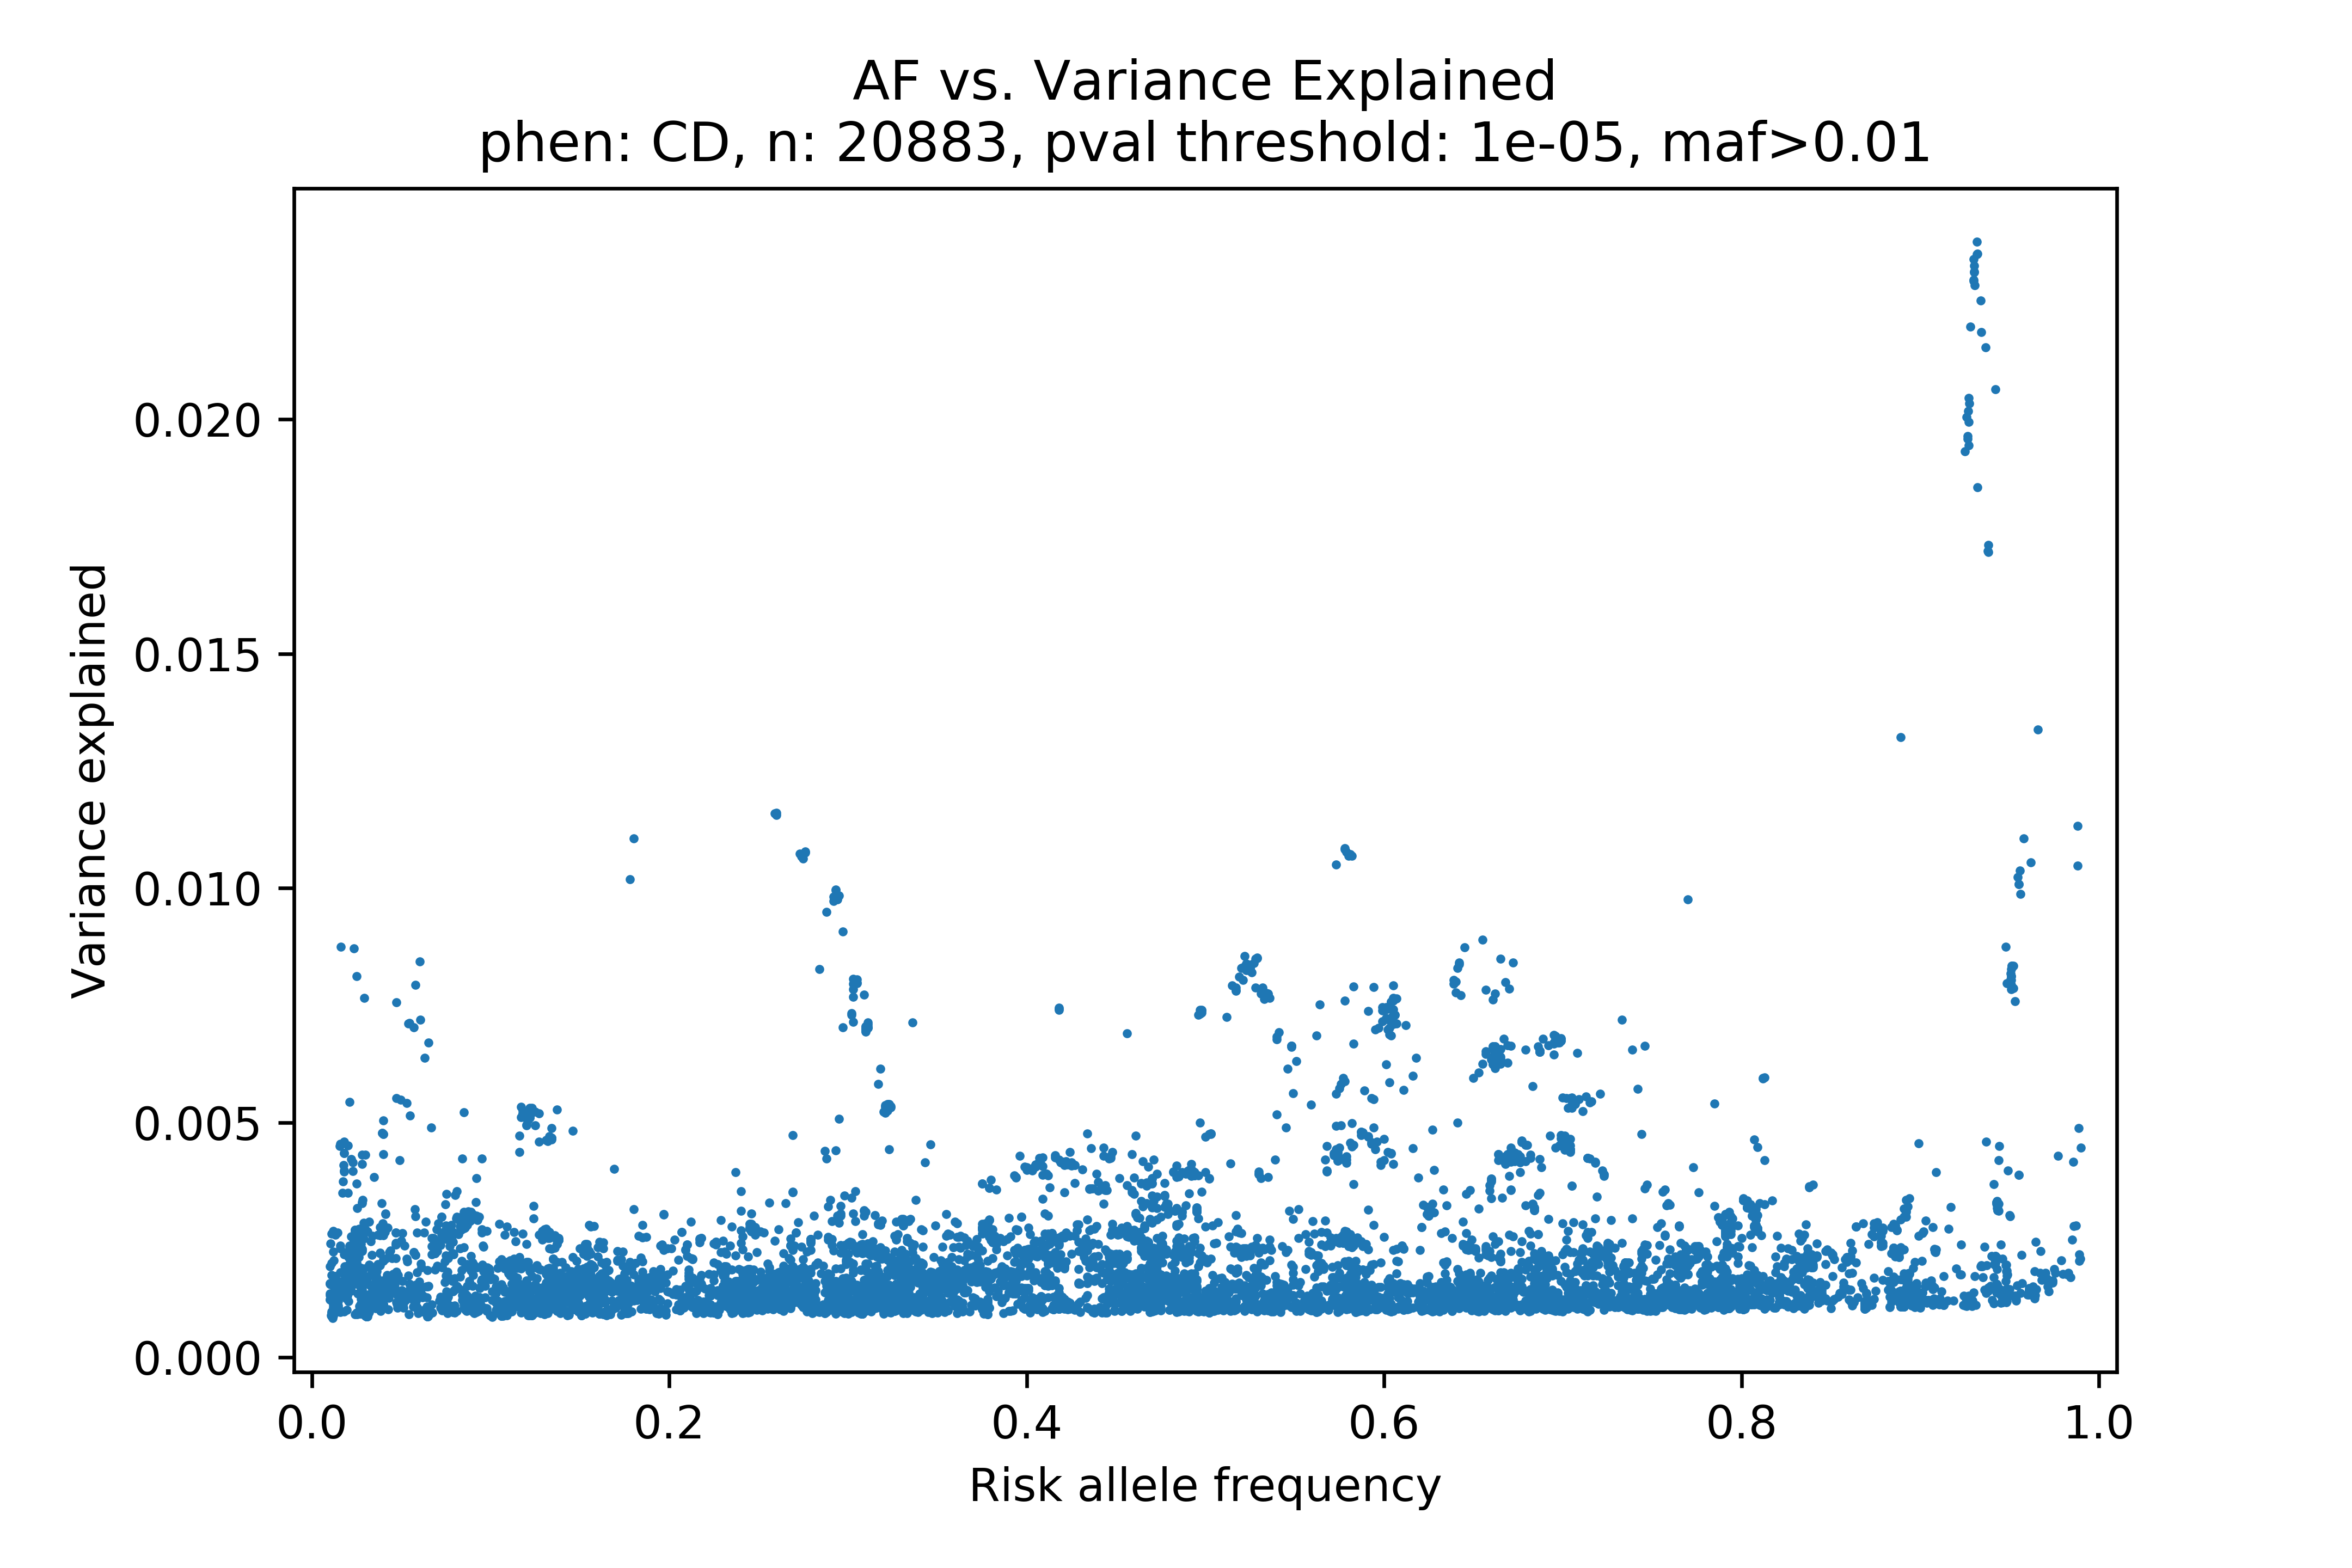 AF vs. Variance Explained
phen: CD, n: 20883, pval threshold: 1e-05, maf>0.01
Variance explained
0.020
0.015
0.010
0.005
0.000
0.0 0.2 0.4 0.6 0.8 1.0
Risk allele frequency